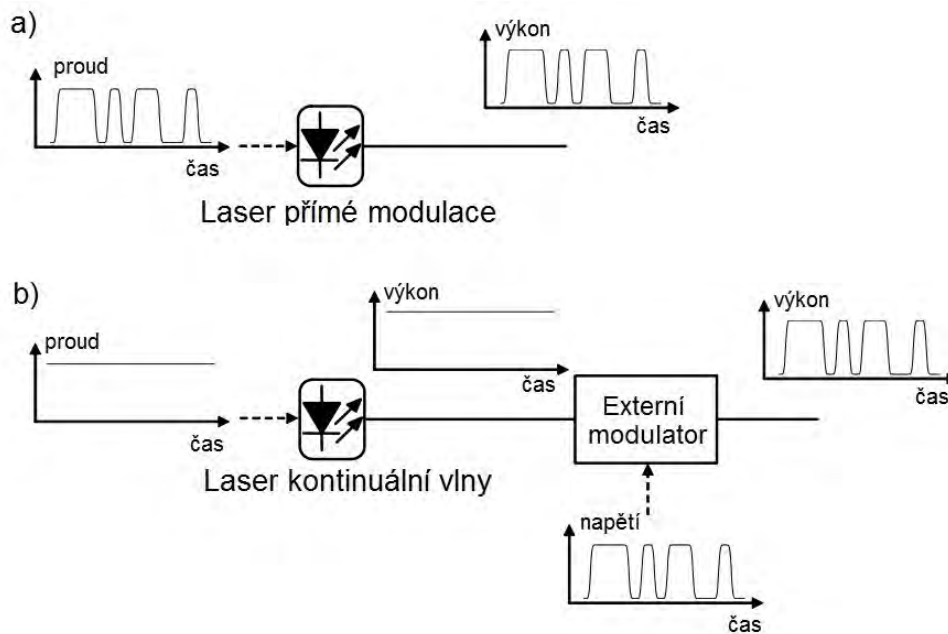 a)
proud
čas
výkon
čas
Laser přímé modulace
b)
proud
čas
výkon
čas
výkon
čas
Laser kontinuální vlny
Externí
modulator
napětí
čas